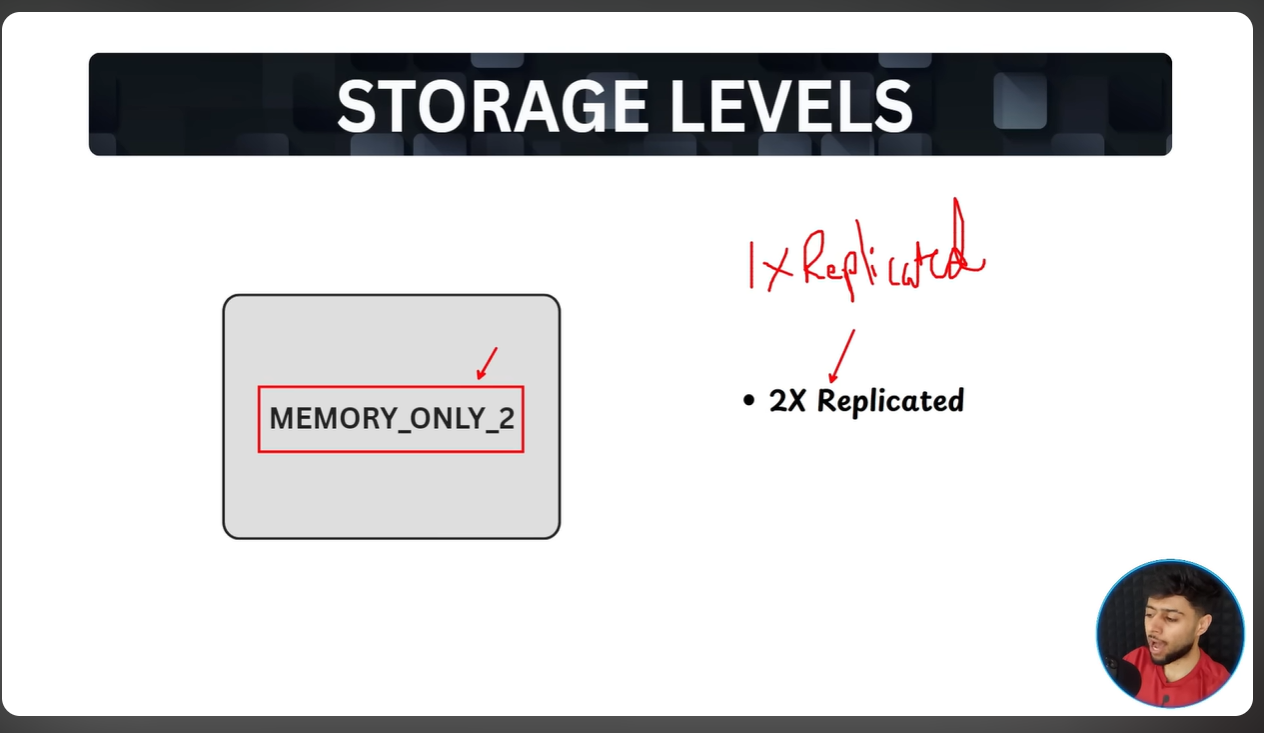 STORAGE LEVELS
1X Replicated
MEMORY_ONLY_2
• 2X Replicated